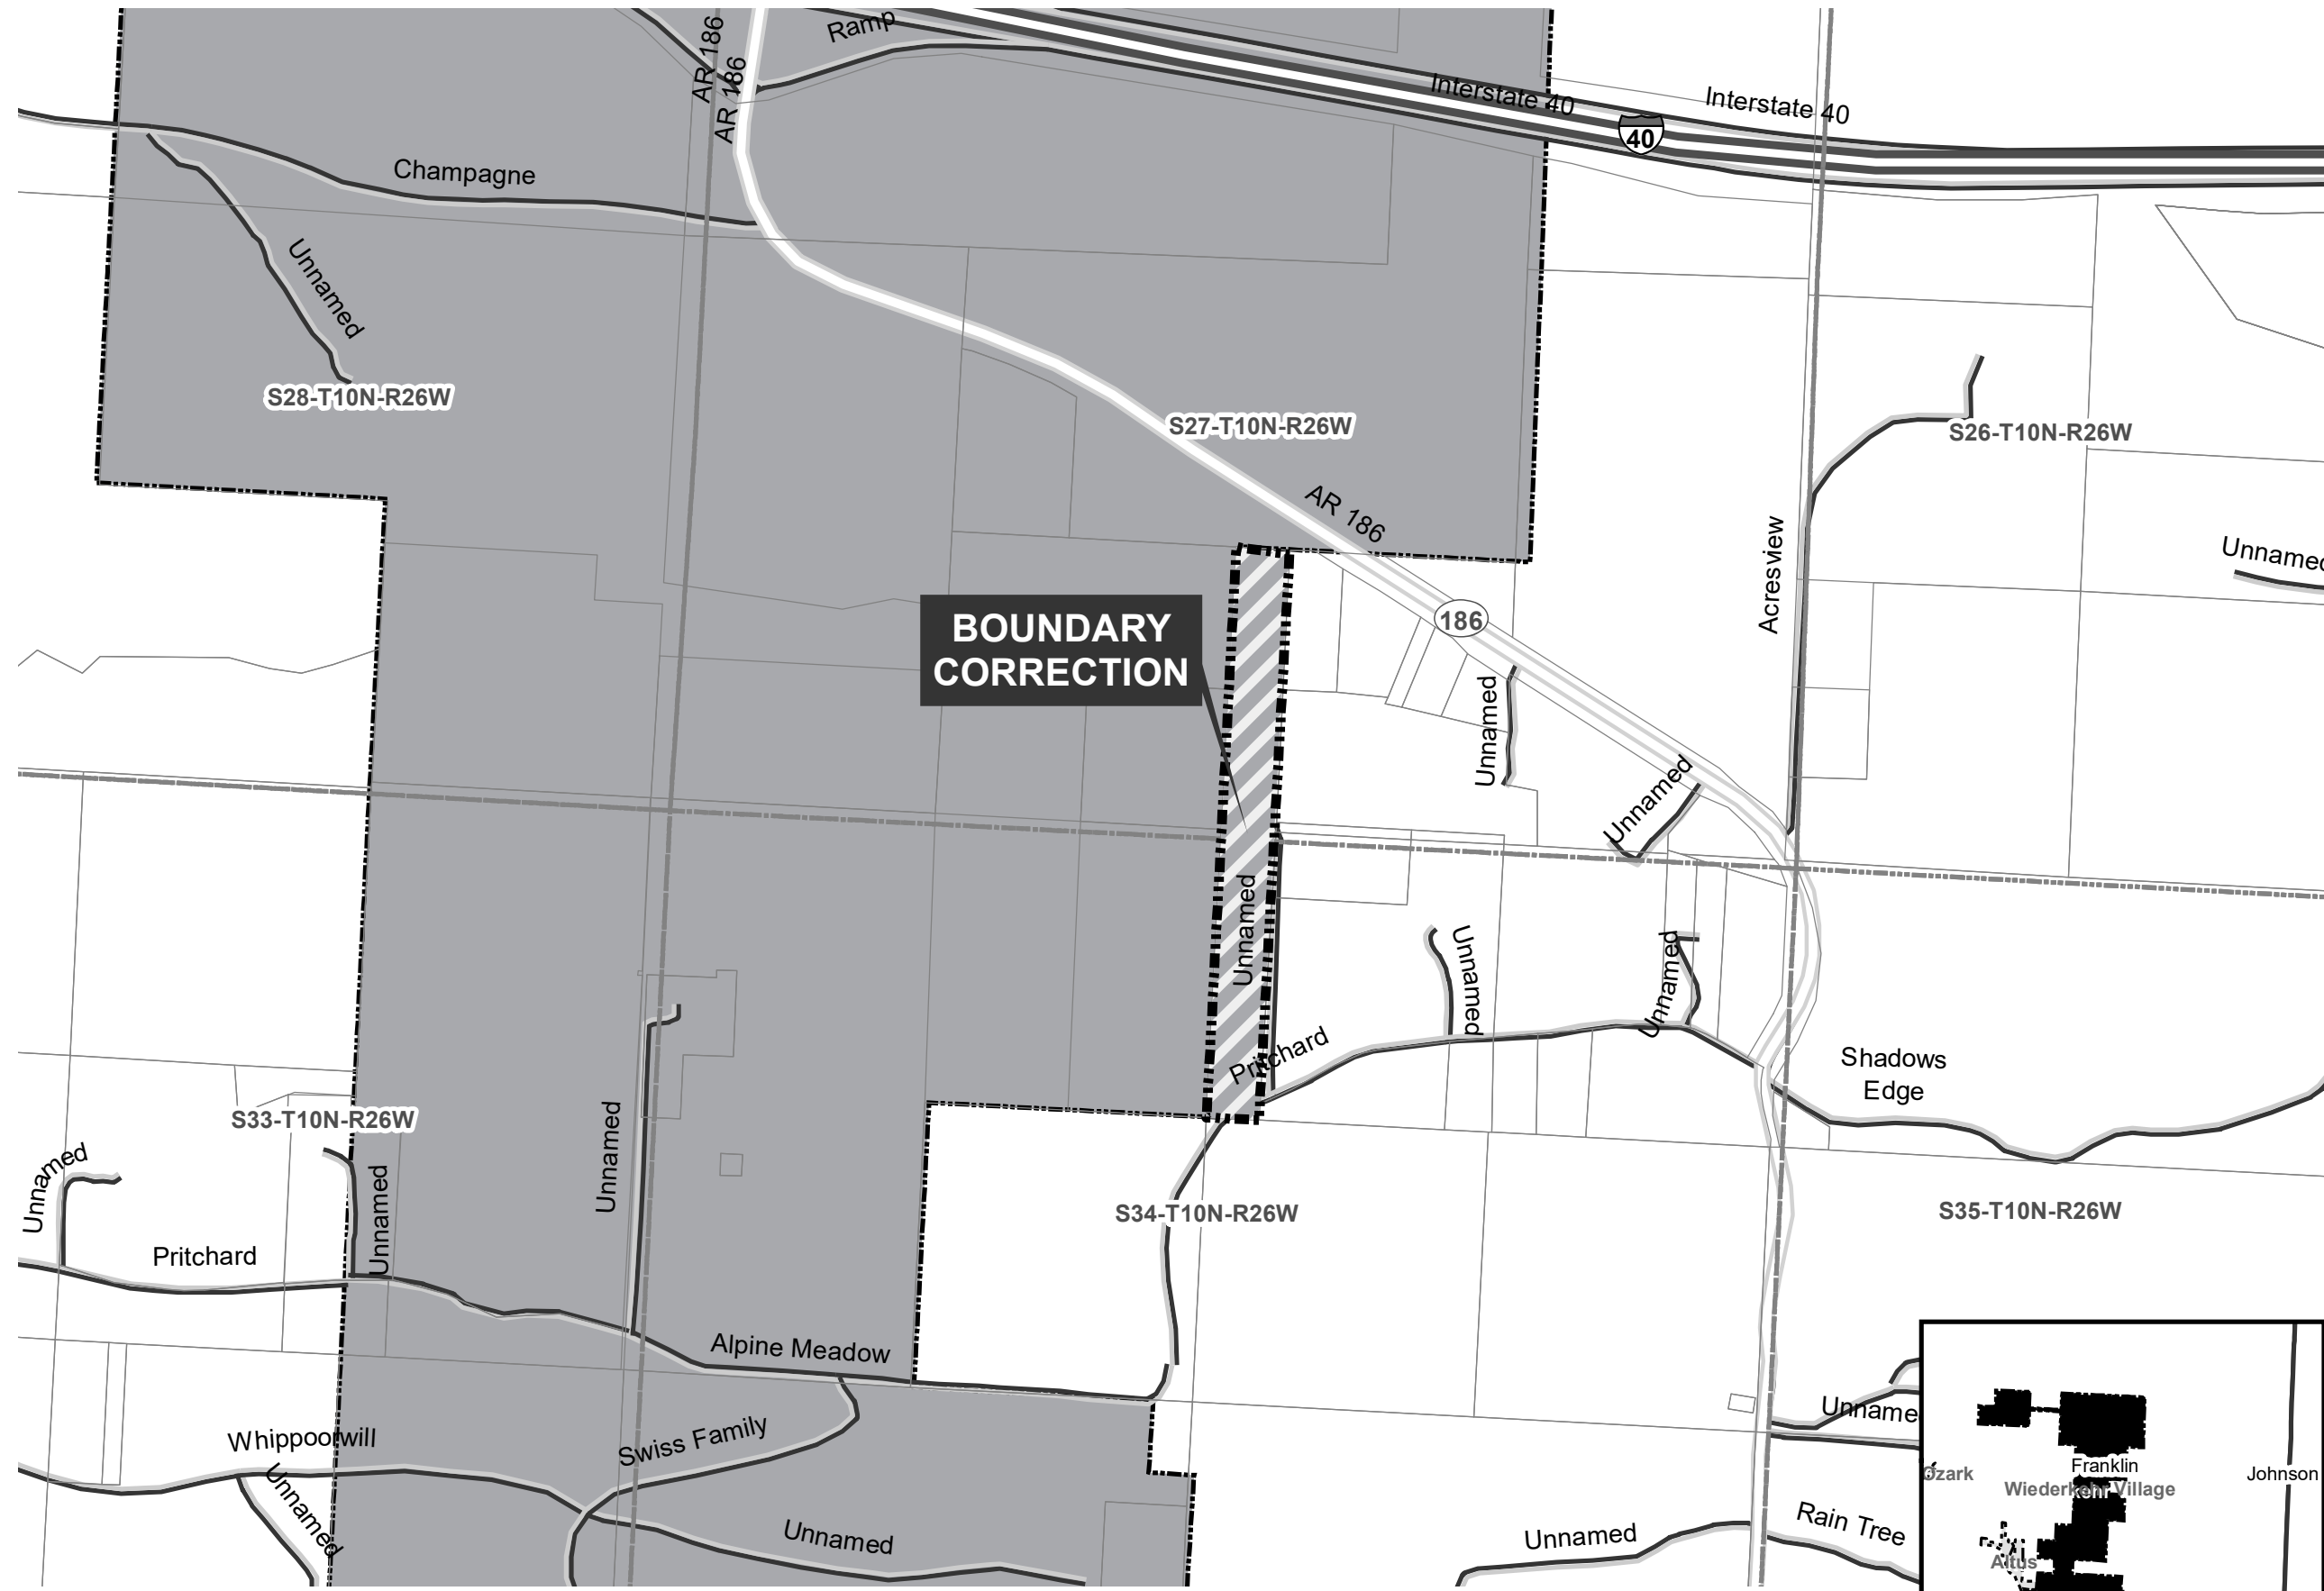 AR 186
AR 186
Ramp
Interstate 40
Interstate 40
40
Champagne
Unnamed
S28-T10N-R26W
S27-T10N-R26W
S26-T10N-R26W
AR 186
Acresview
Unnamed
BOUNDARY
CORRECTION
186
Unnamed
Unnamed
Unnamed
Unnamed
Unnamed
Pritchard
Shadows
Edge
S33-T10N-R26W
Unnamed
Unnamed
Unnamed
Pritchard
S34-T10N-R26W
S35-T10N-R26W
Alpine Meadow
Swiss Family
Whippoorwill
Unnamed
Unnamed
Unnamed
Rain Tree
Unname
Franklin
Johnson
Ozark
Wiederkehr Village
Altus